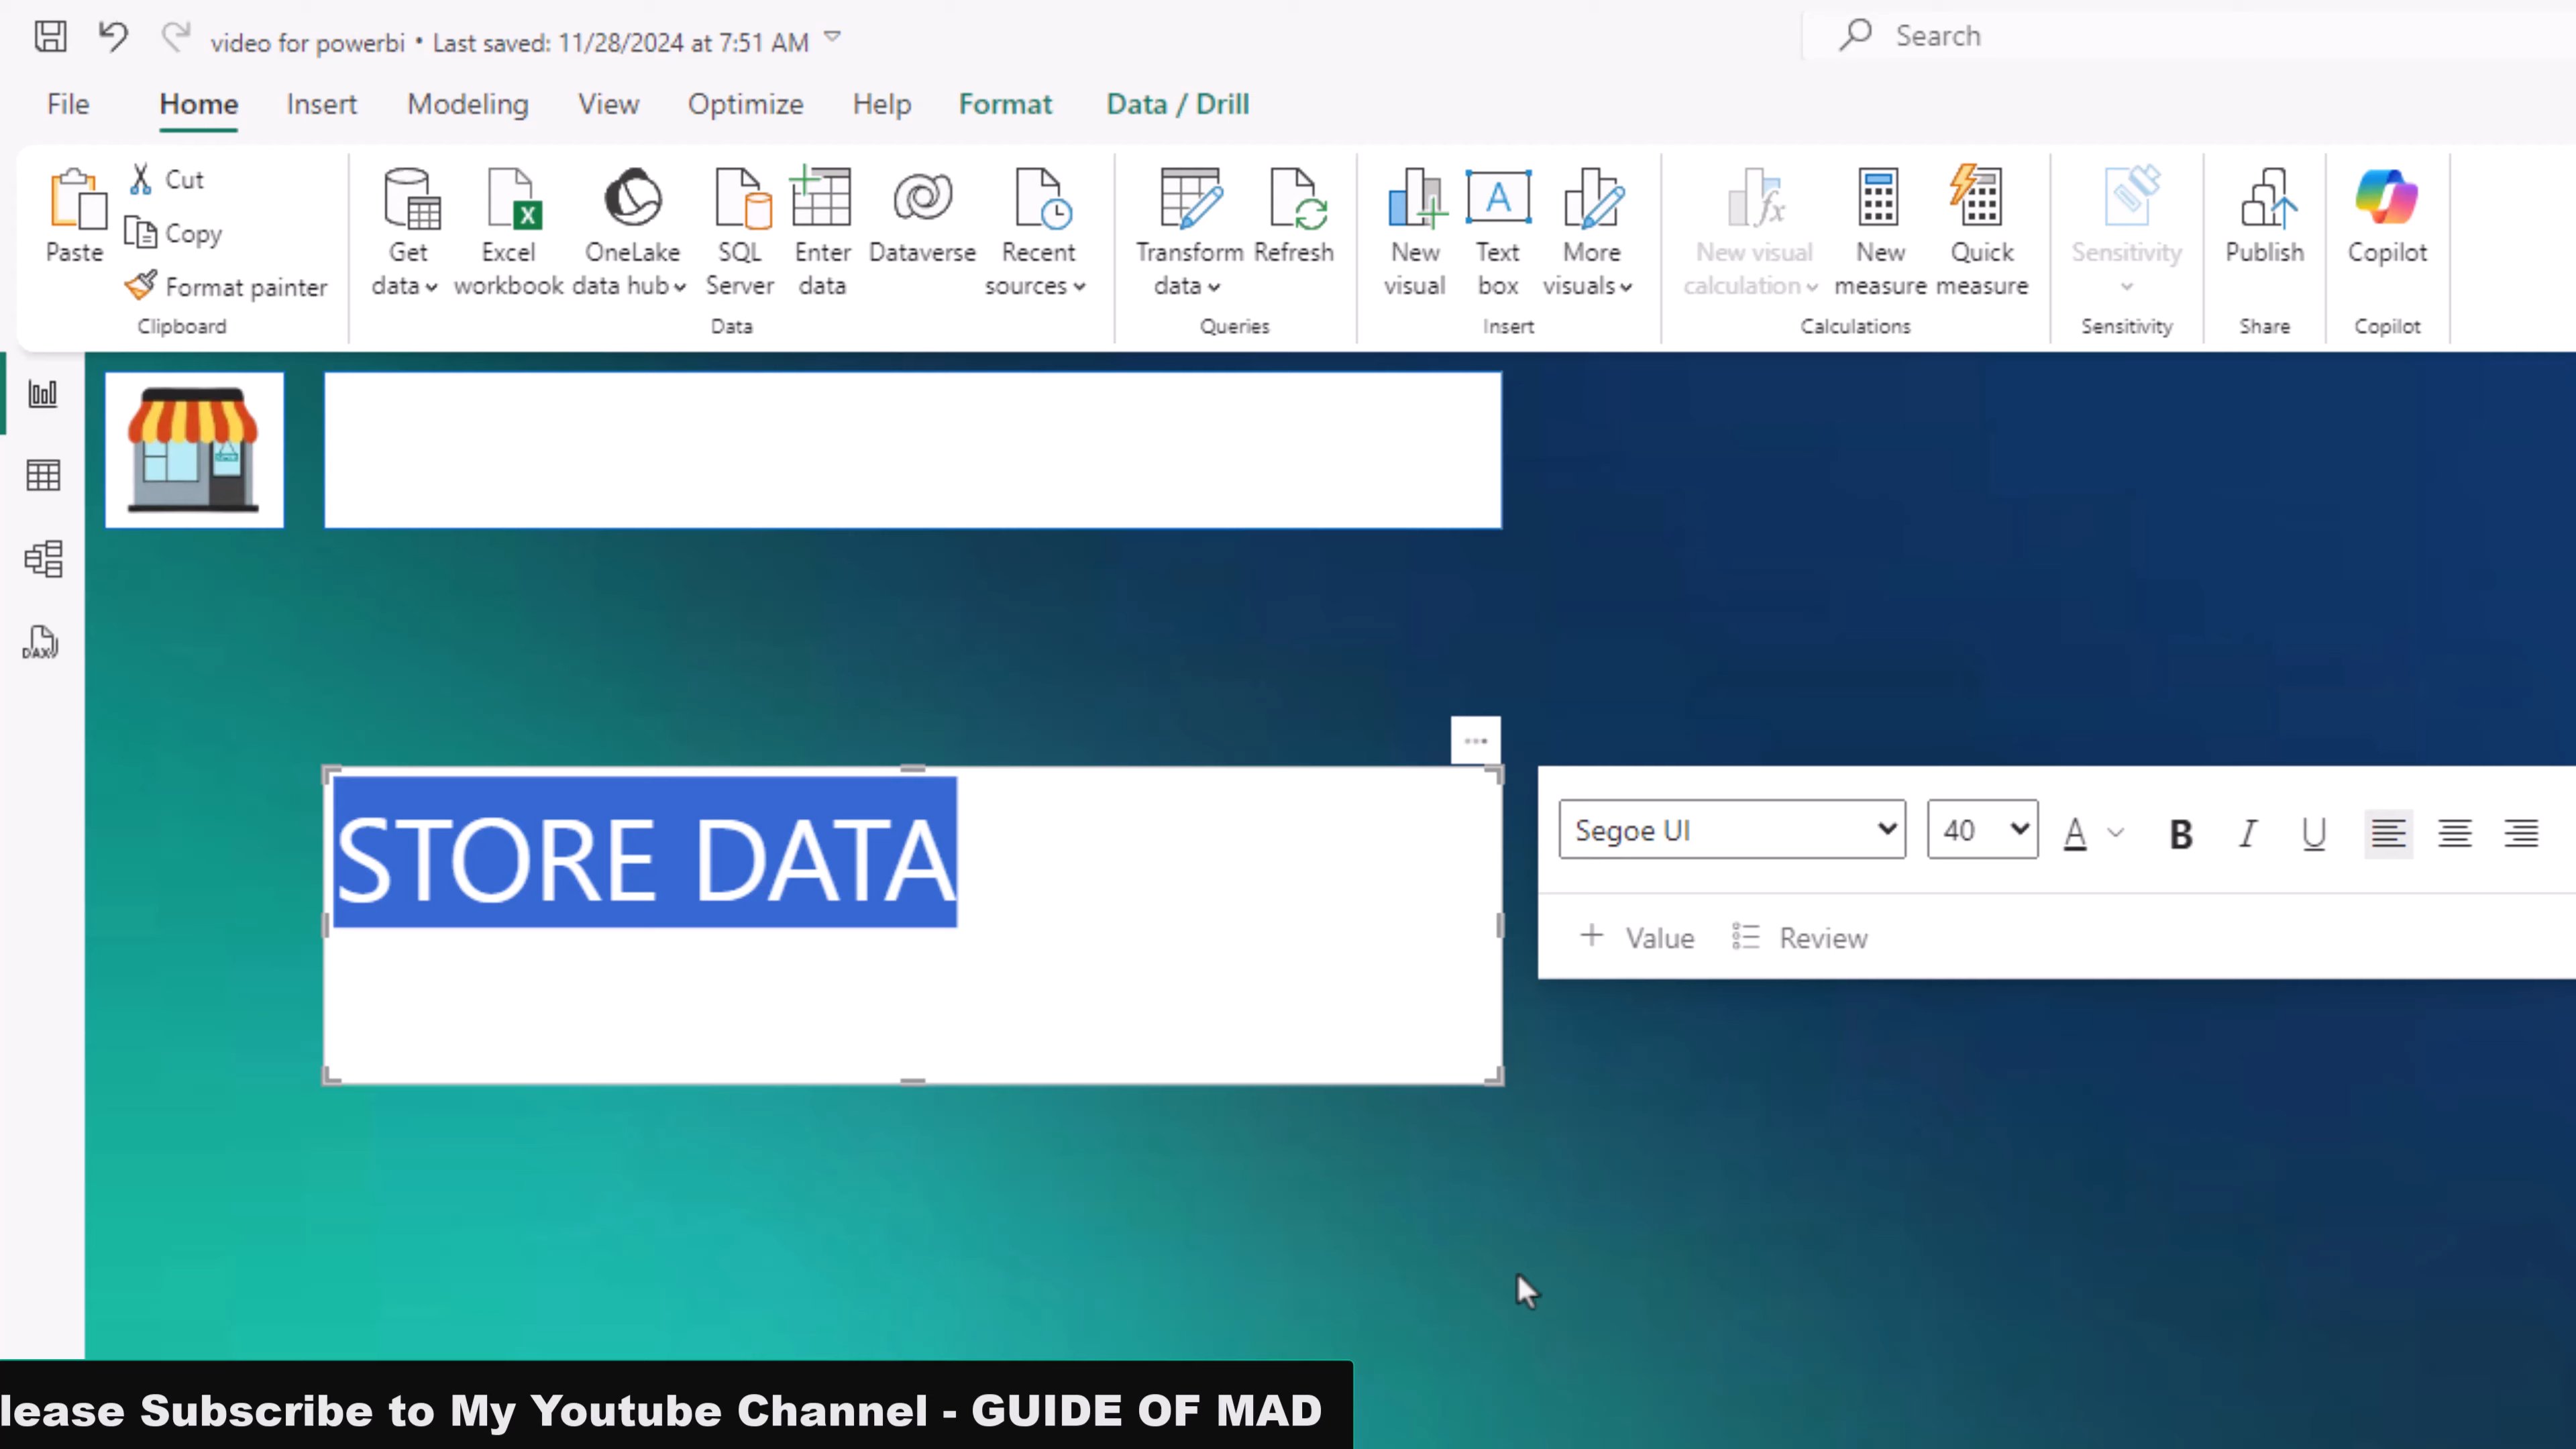 video for powerbi • Last saved: 11/28/2024 at 7:51 AM
Search
File Home Insert Modeling View Optimize Help Format Data / Drill
Paste
Cut
Copy
Format painter
Clipboard
Get data
Excel workbook
OneLake data hub
SQL Server
Enter data
Dataverse
Recent sources
Data
Transform data
Refresh
Queries
New visual
Text box
More visuals
Insert
New visual calculation
New measure
Quick measure
Calculations
Sensitivity
Sensitivity
Publish
Share
Copilot
Copilot
DAX
STORE DATA
Segoe UI 40 A B I U
+ Value Review
lease Subscribe to My Youtube Channel - GUIDE OF MAD